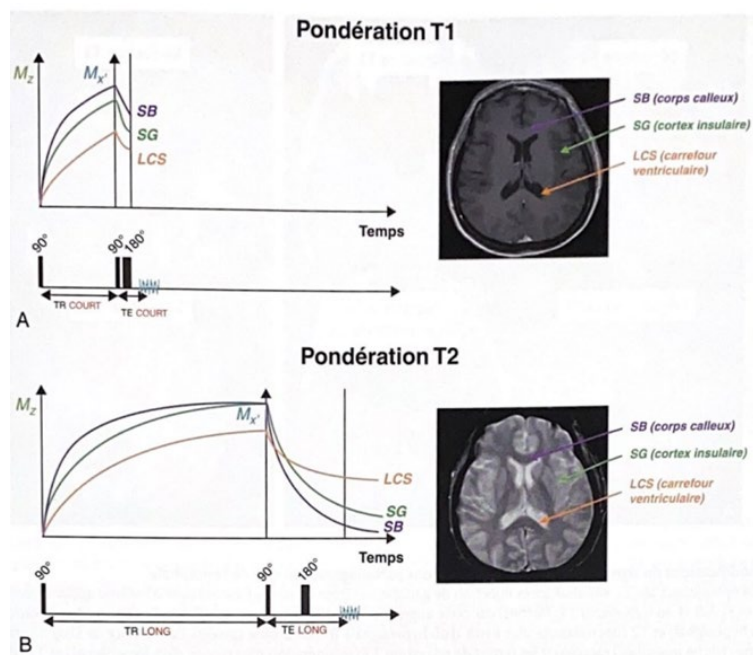 Pondération T1
Mz
Mx'
SB
SG
LCS
Temps
90°
90°
180°
TR COURT
TE COURT
SB (corps calleux)
SG (cortex insulaire)
LCS (carrefour
ventriculaire)
A
Pondération T2
Mz
Mx'
LCS
SG
SB
Temps
90°
90°
180°
TR LONG
TE LONG
SB (corps calleux)
SG (cortex insulaire)
LCS (carrefour
ventriculaire)
B